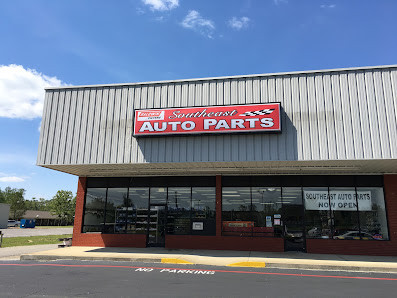 Southeast
AUTO PARTS
SOUTHEAST AUTO PARTS
NOW OPEN
NO PARKING